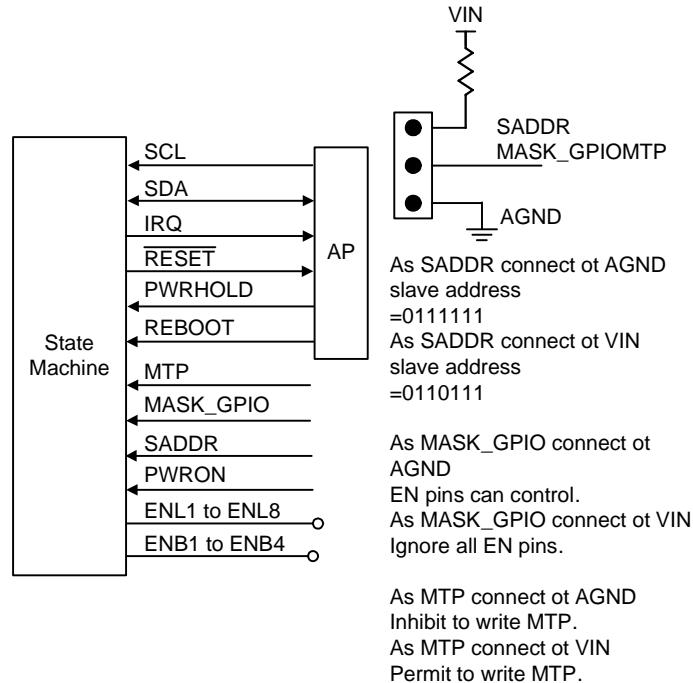 VIN
SADDR
MASK_GPIOMTP
AGND
SCL
SDA
IRQ
RESET
PWRHOLD
REBOOT
AP
State
Machine
MTP
MASK_GPIO
SADDR
PWRON
ENL1 to ENL8
ENB1 to ENB4
As SADDR connect ot AGND
slave address
=0111111
As SADDR connect ot VIN
slave address
=0110111
As MASK_GPIO connect ot
AGND
EN pins can control.
As MASK_GPIO connect ot VIN
Ignore all EN pins.
As MTP connect ot AGND
Inhibit to write MTP.
As MTP connect ot VIN
Permit to write MTP.